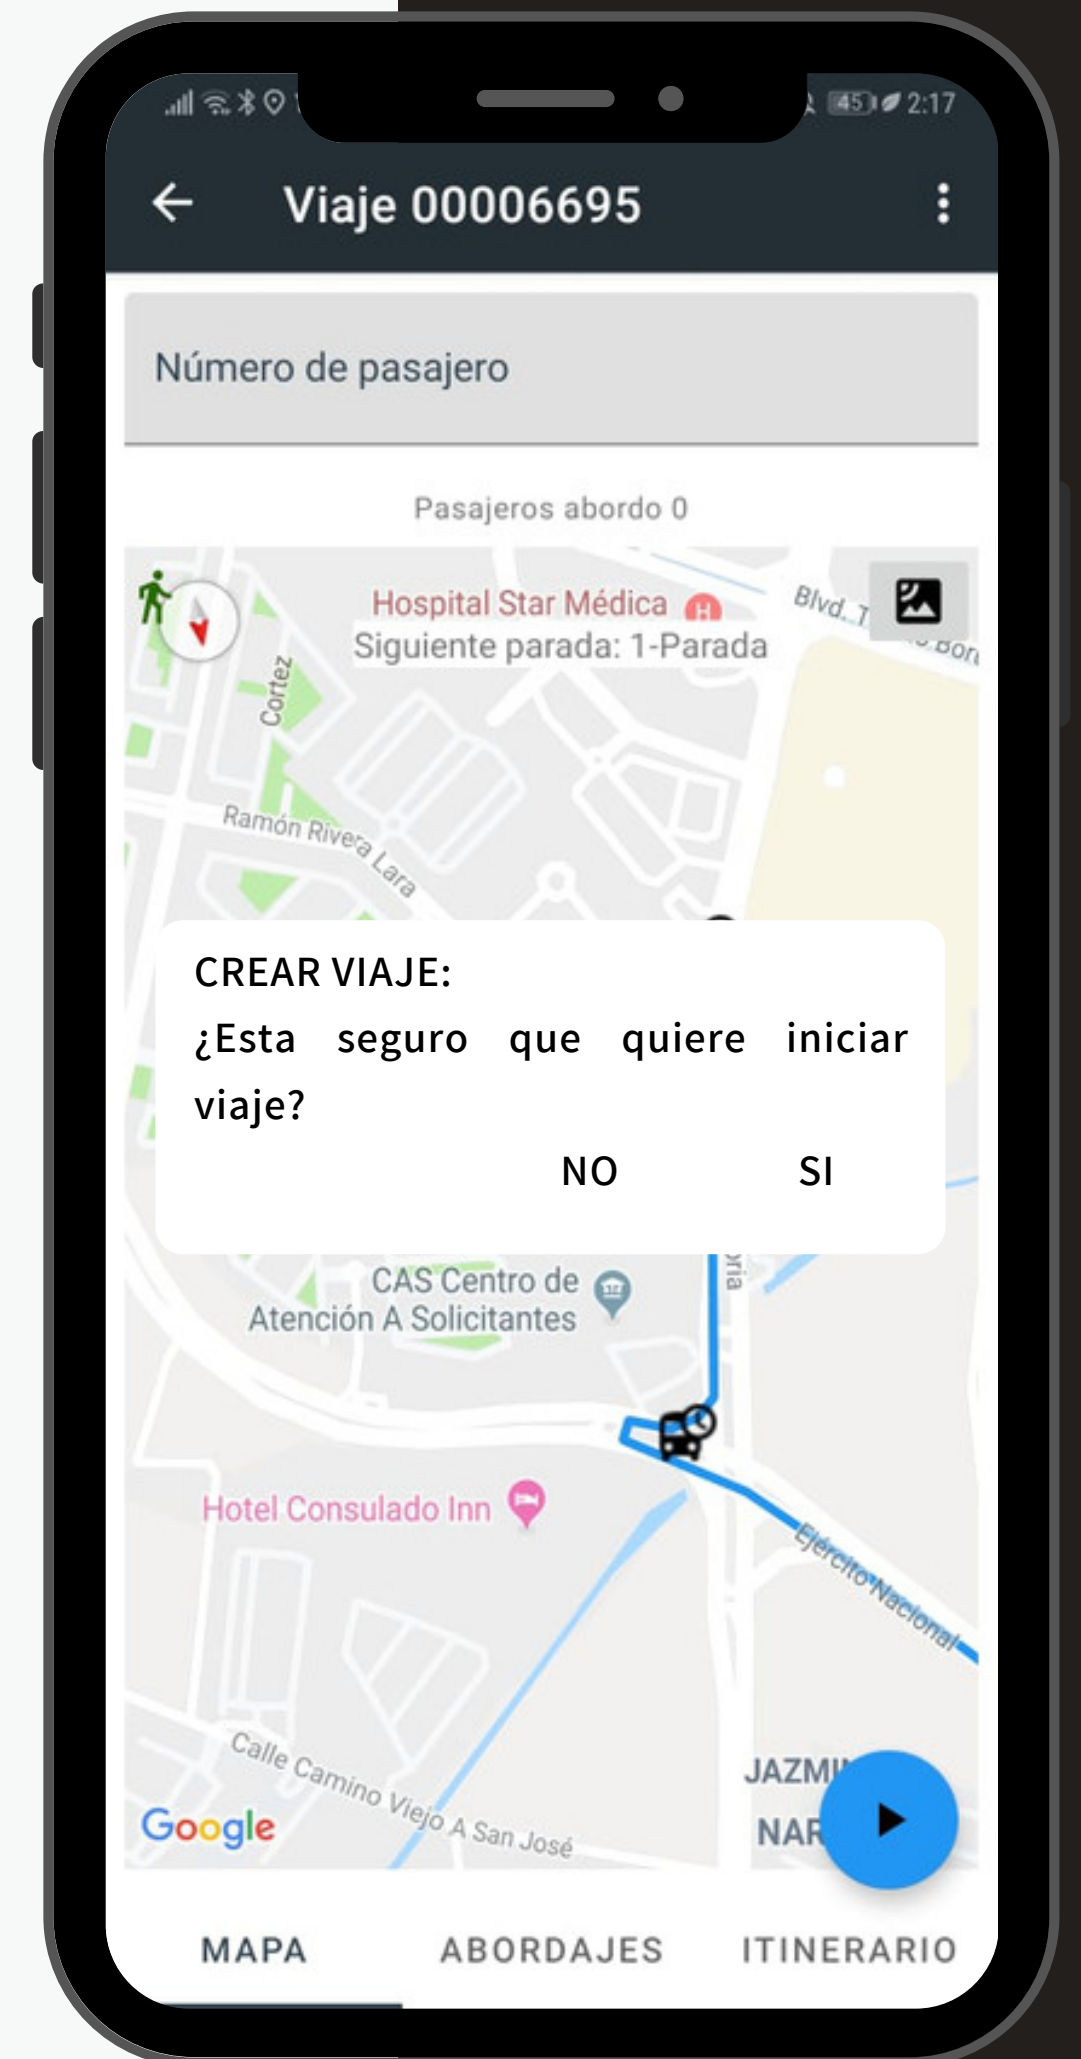 45 2:17
Viaje 00006695
Número de pasajero
Pasajeros abordo 0
Hospital Star Médica H
Blvd.
Siguiente parada: 1-Parada
Cortez
Ramón Rivera Lara
CREAR VIAJE:
¿Esta seguro que quiere iniciar
viaje?
NO SI
CAS Centro de
Atención A Solicitantes
Hotel Consulado Inn
Ejército Nacional
Calle Camino Viejo A San José
Google
MAPA ABORDAJES ITINERARIO